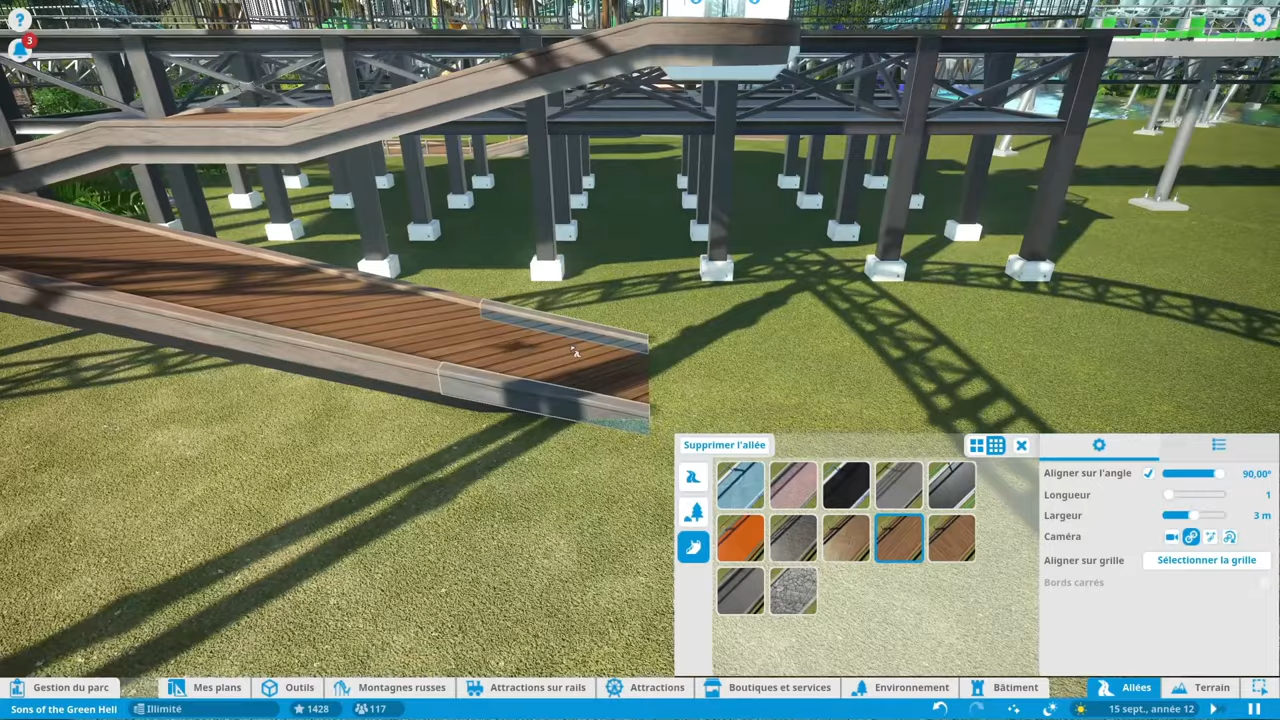 ?
3
Supprimer l'allée
Aligner sur l'angle 90,00°
Longueur 1
Largeur 3 m
Caméra
Aligner sur grille Sélectionner la grille
Bords carrés
Gestion du parc Mes plans Outils Montagnes russes Attractions sur rails Attractions Boutiques et services Environnement Bâtiment Allées Terrain
Sons of the Green Hell Illimité 1428 117 15 sept., année 12